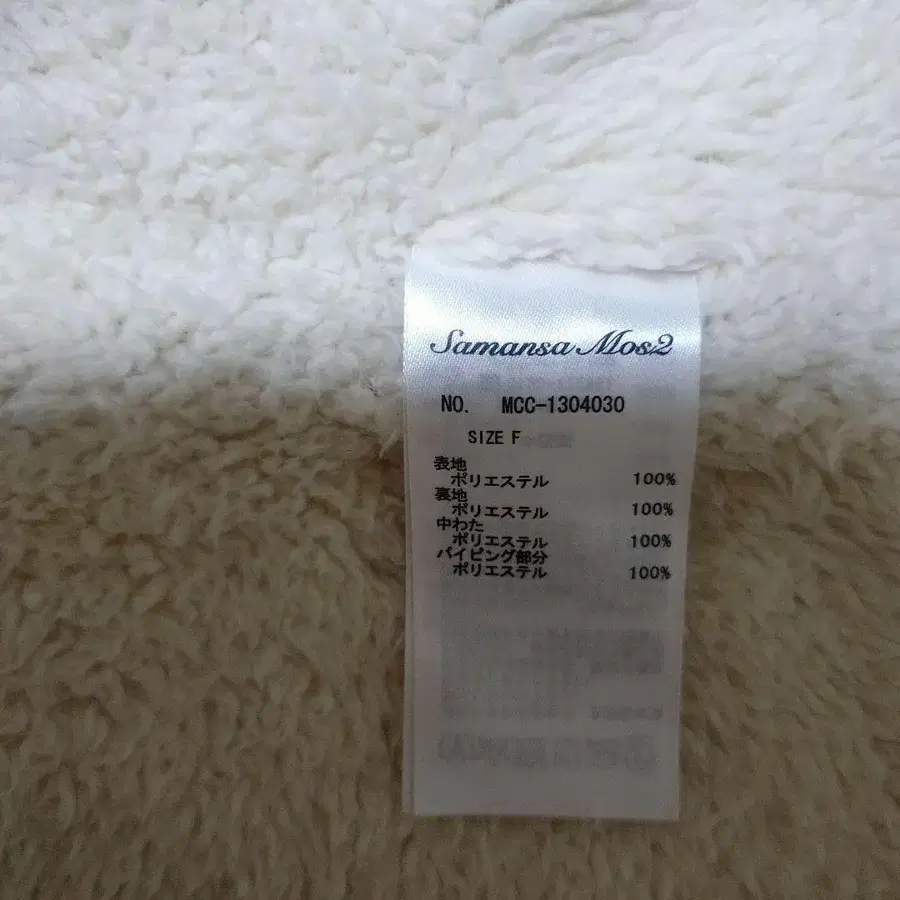 Samansa Mos2
NO. MCC-1304030
SIZE F
表地
ポリエステル 100%
裏地
ポリエステル 100%
中わた
ポリエステル 100%
パイピング部分
ポリエステル 100%